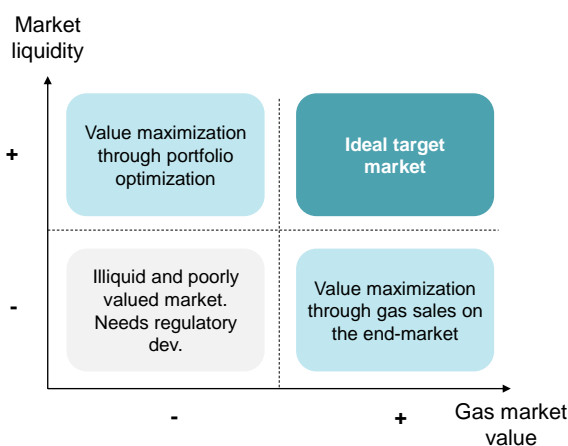 Market
liquidity
Value maximization
through portfolio
optimization
Ideal target
market
+
Illiquid and poorly
valued market.
Needs regulatory
dev.
Value maximization
through gas sales on
the end-market
-
-
+
Gas market
value